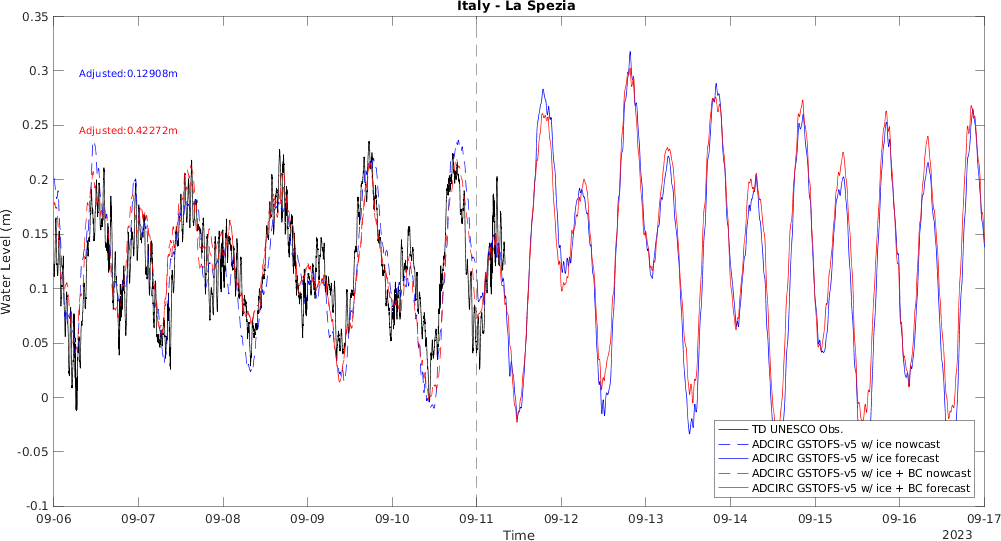 Italy - La Spezia
0.35
0.3
0.25
0.2
0.15
0.1
0.05
0
-0.05
-0.1
Water Level (m)
Adjusted:0.12908m
Adjusted:0.42272m
TD UNESCO Obs.
ADCIRC GSTOFS-v5 w/ ice nowcast
ADCIRC GSTOFS-v5 w/ ice forecast
ADCIRC GSTOFS-v5 w/ ice + BC nowcast
ADCIRC GSTOFS-v5 w/ ice + BC forecast
09-06 09-07 09-08 09-09 09-10 09-11 09-12 09-13 09-14 09-15 09-16 09-17
Time
2023